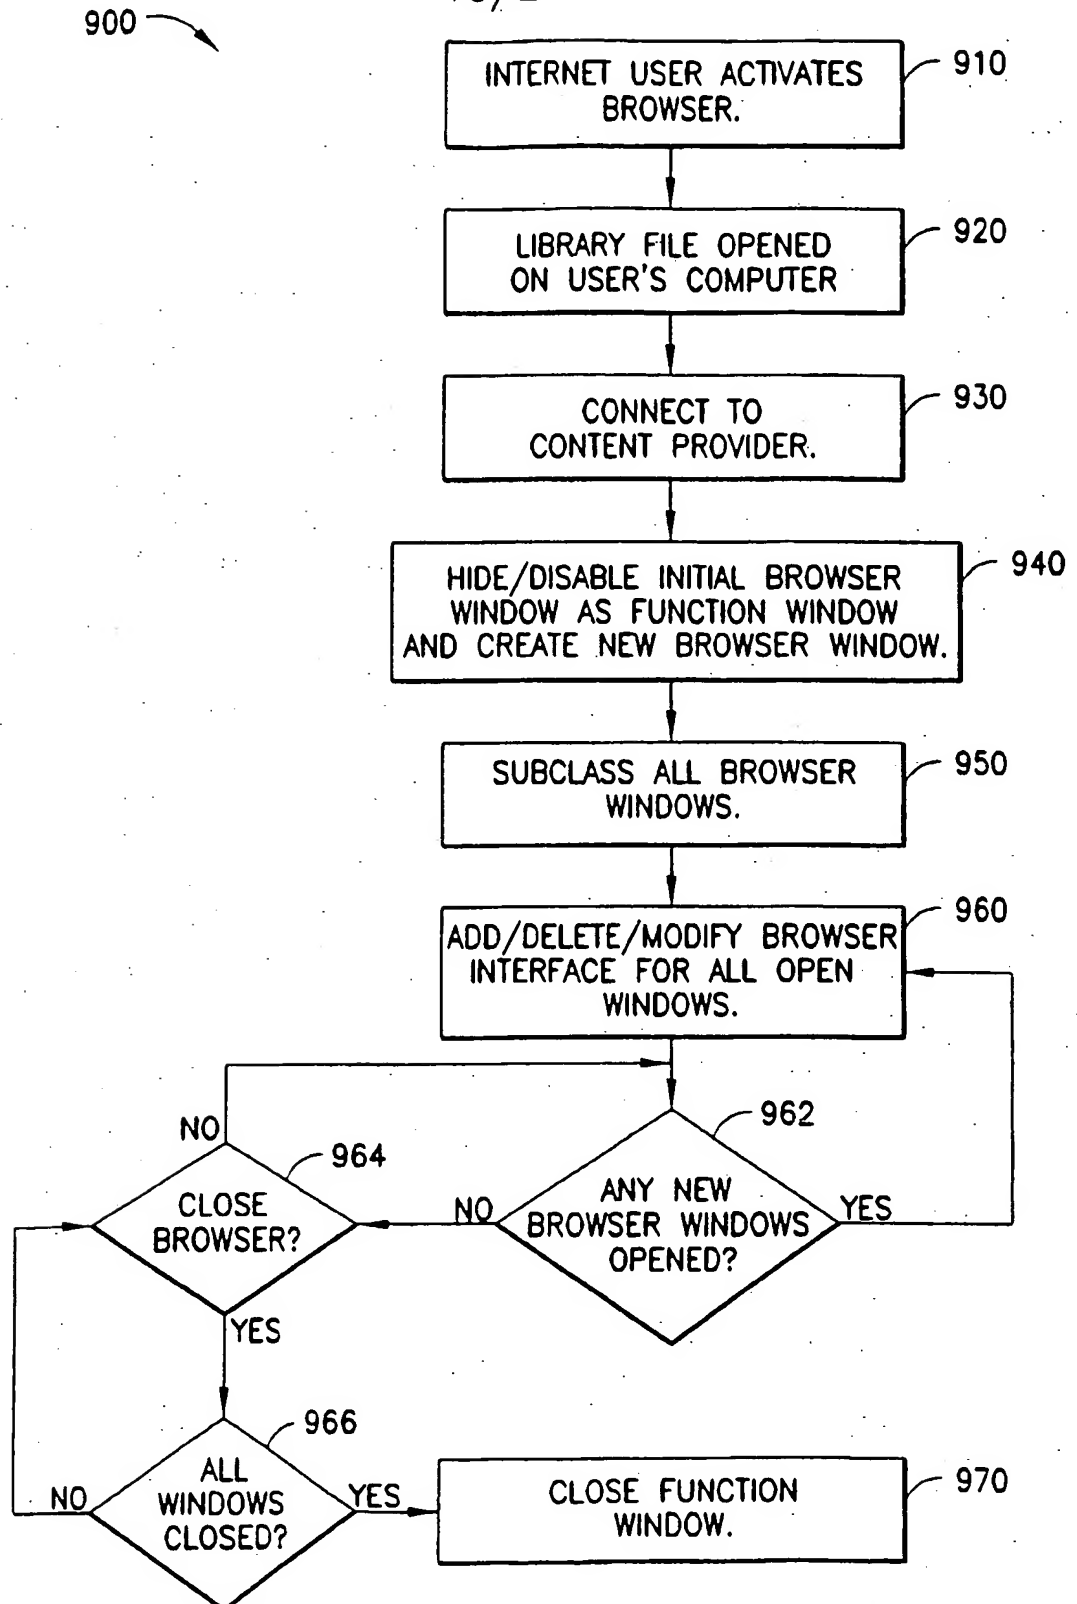 900
INTERNET USER ACTIVATES
BROWSER.
910
LIBRARY FILE OPENED
ON USER'S COMPUTER
920
CONNECT TO
CONTENT PROVIDER.
930
HIDE/DISABLE INITIAL BROWSER
WINDOW AS FUNCTION WINDOW
AND CREATE NEW BROWSER WINDOW.
940
SUBCLASS ALL BROWSER
WINDOWS.
950
ADD/DELETE/MODIFY BROWSER
INTERFACE FOR ALL OPEN
WINDOWS.
960
ANY NEW
BROWSER WINDOWS
OPENED?
962
YES
NO
CLOSE
BROWSER?
964
NO
YES
ALL
WINDOWS
CLOSED?
966
NO
YES
CLOSE FUNCTION
WINDOW.
970